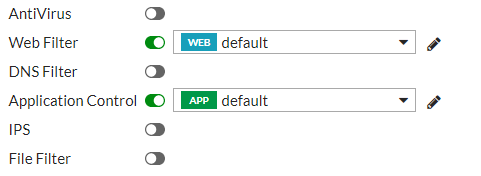 AntiVirus
Web Filter WEB default
DNS Filter
Application Control APP default
IPS
File Filter